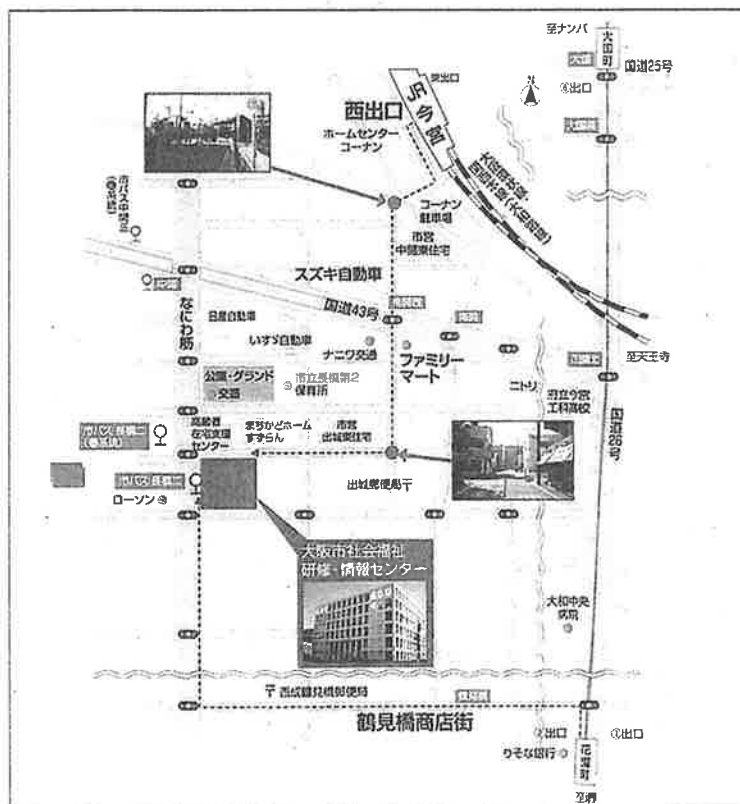 至ナンバ
大国町
国道25号
④出口
JR今宮
西出口
ホームセンター
コーナン
コーナン
駐車場
市営
中開東住宅
スズキ自動車
国道43号
なにわ筋
日産自動車
いすゞ自動車
ナニワ交通
ファミリー
マート
至天王寺
公園・グランド
交通
市立長橋第2
保育所
ニトリ
府立今宮
工科高校
国道26号
高齢者
在宅支援
センター
まちかどホーム
すずらん
市営
出城東住宅
出城郵便局〒
ローソン
大阪市社会福祉
研修・情報センター
大和中央
病院
〒西成鶴見橋郵便局
鶴見橋商店街
②出口
①出口
りそな銀行
花園町
至堺